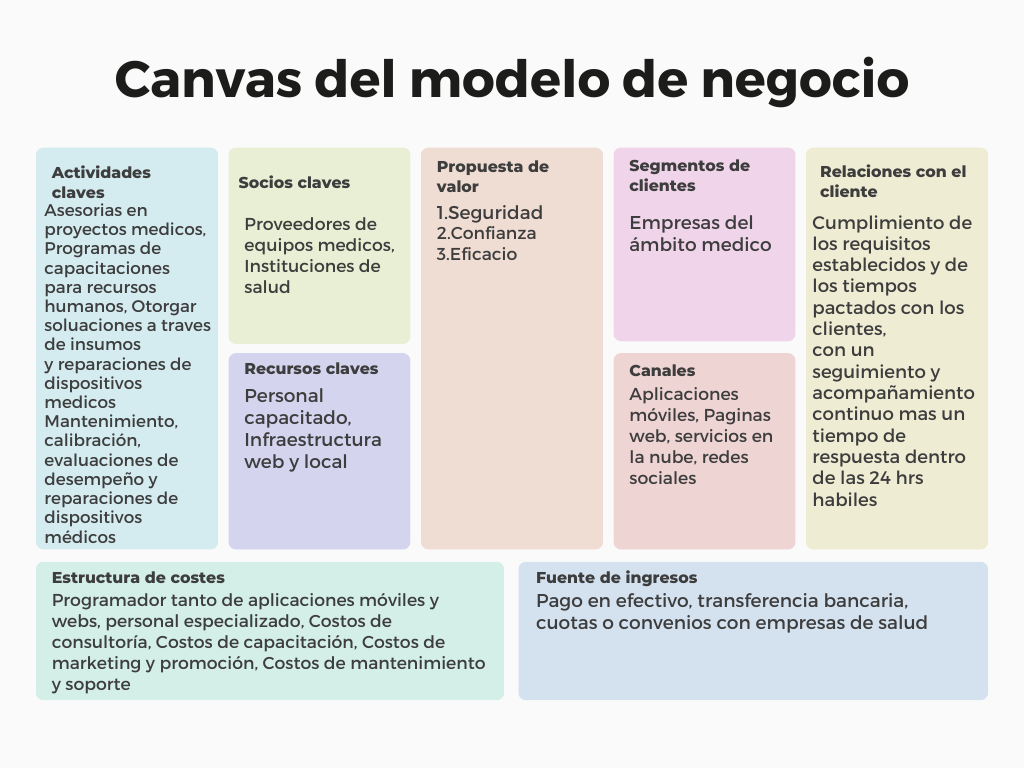 Canvas del modelo de negocio
Actividades
claves
Asesorias en
proyectos medicos,
Programas de
capacitaciones
para recursos
humanos, Otorgar
soluaciones a traves
de insumos
y reparaciones de
dispositivos
medicos
Mantenimiento,
calibración,
evaluaciones de
desempeño y
reparaciones de
dispositivos
médicos
Socios claves
Proveedores de
equipos medicos,
Instituciones de
salud
Recursos claves
Personal
capacitado,
Infraestructura
web y local
Propuesta de
valor
1.Seguridad
2.Confianza
3.Eficacio
Segmentos de
clientes
Empresas del
ámbito medico
Canales
Aplicaciones
móviles, Paginas
web, servicios en
la nube, redes
sociales
Relaciones con el
cliente
Cumplimiento de
los requisitos
establecidos y de
los tiempos
pactados con los
clientes,
con un
seguimiento y
acompañamiento
continuo mas un
tiempo de
respuesta dentro
de las 24 hrs
habiles
Estructura de costes
Programador tanto de aplicaciones móviles y
webs, personal especializado, Costos de
consultoría, Costos de capacitación, Costos de
marketing y promoción, Costos de mantenimiento
y soporte
Fuente de ingresos
Pago en efectivo, transferencia bancaria,
cuotas o convenios con empresas de salud